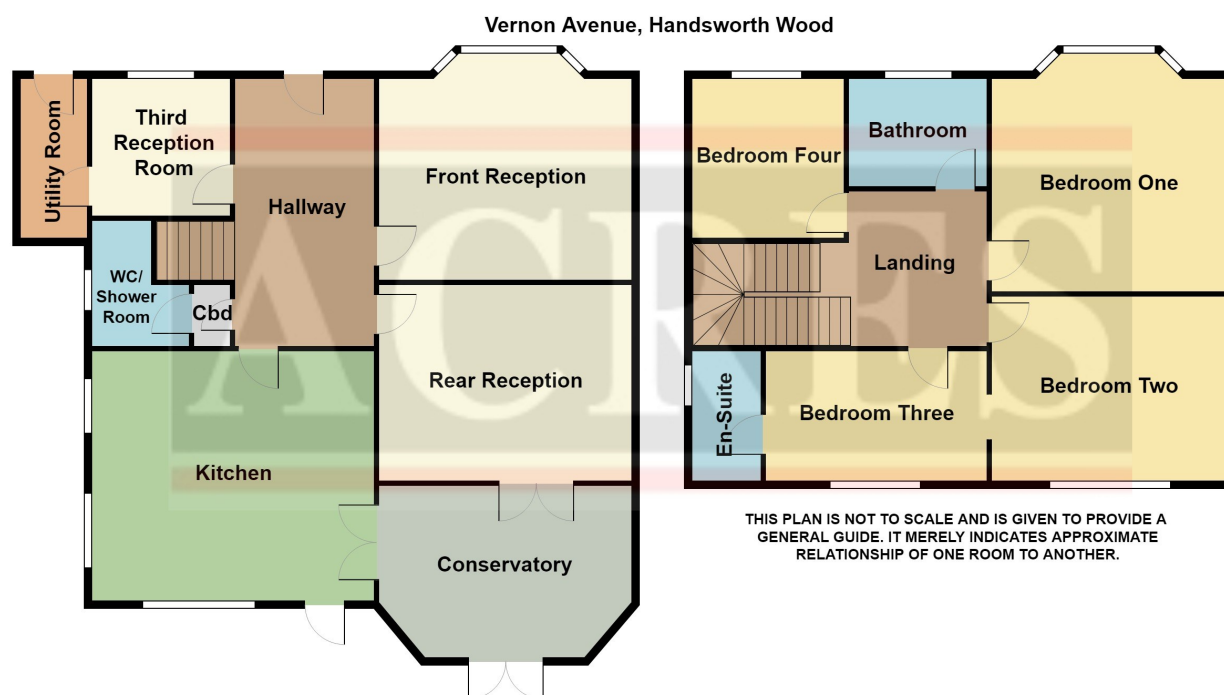 Vernon Avenue, Handsworth Wood
Utility Room
Third
Reception
Room
Hallway
Front Reception
WC/
Shower
Room
Cbd
Rear Reception
Kitchen
Conservatory
Bedroom Four
Bathroom
Bedroom One
Landing
En-Suite
Bedroom Three
Bedroom Two
ACRES
THIS PLAN IS NOT TO SCALE AND IS GIVEN TO PROVIDE A
GENERAL GUIDE. IT MERELY INDICATES APPROXIMATE
RELATIONSHIP OF ONE ROOM TO ANOTHER.